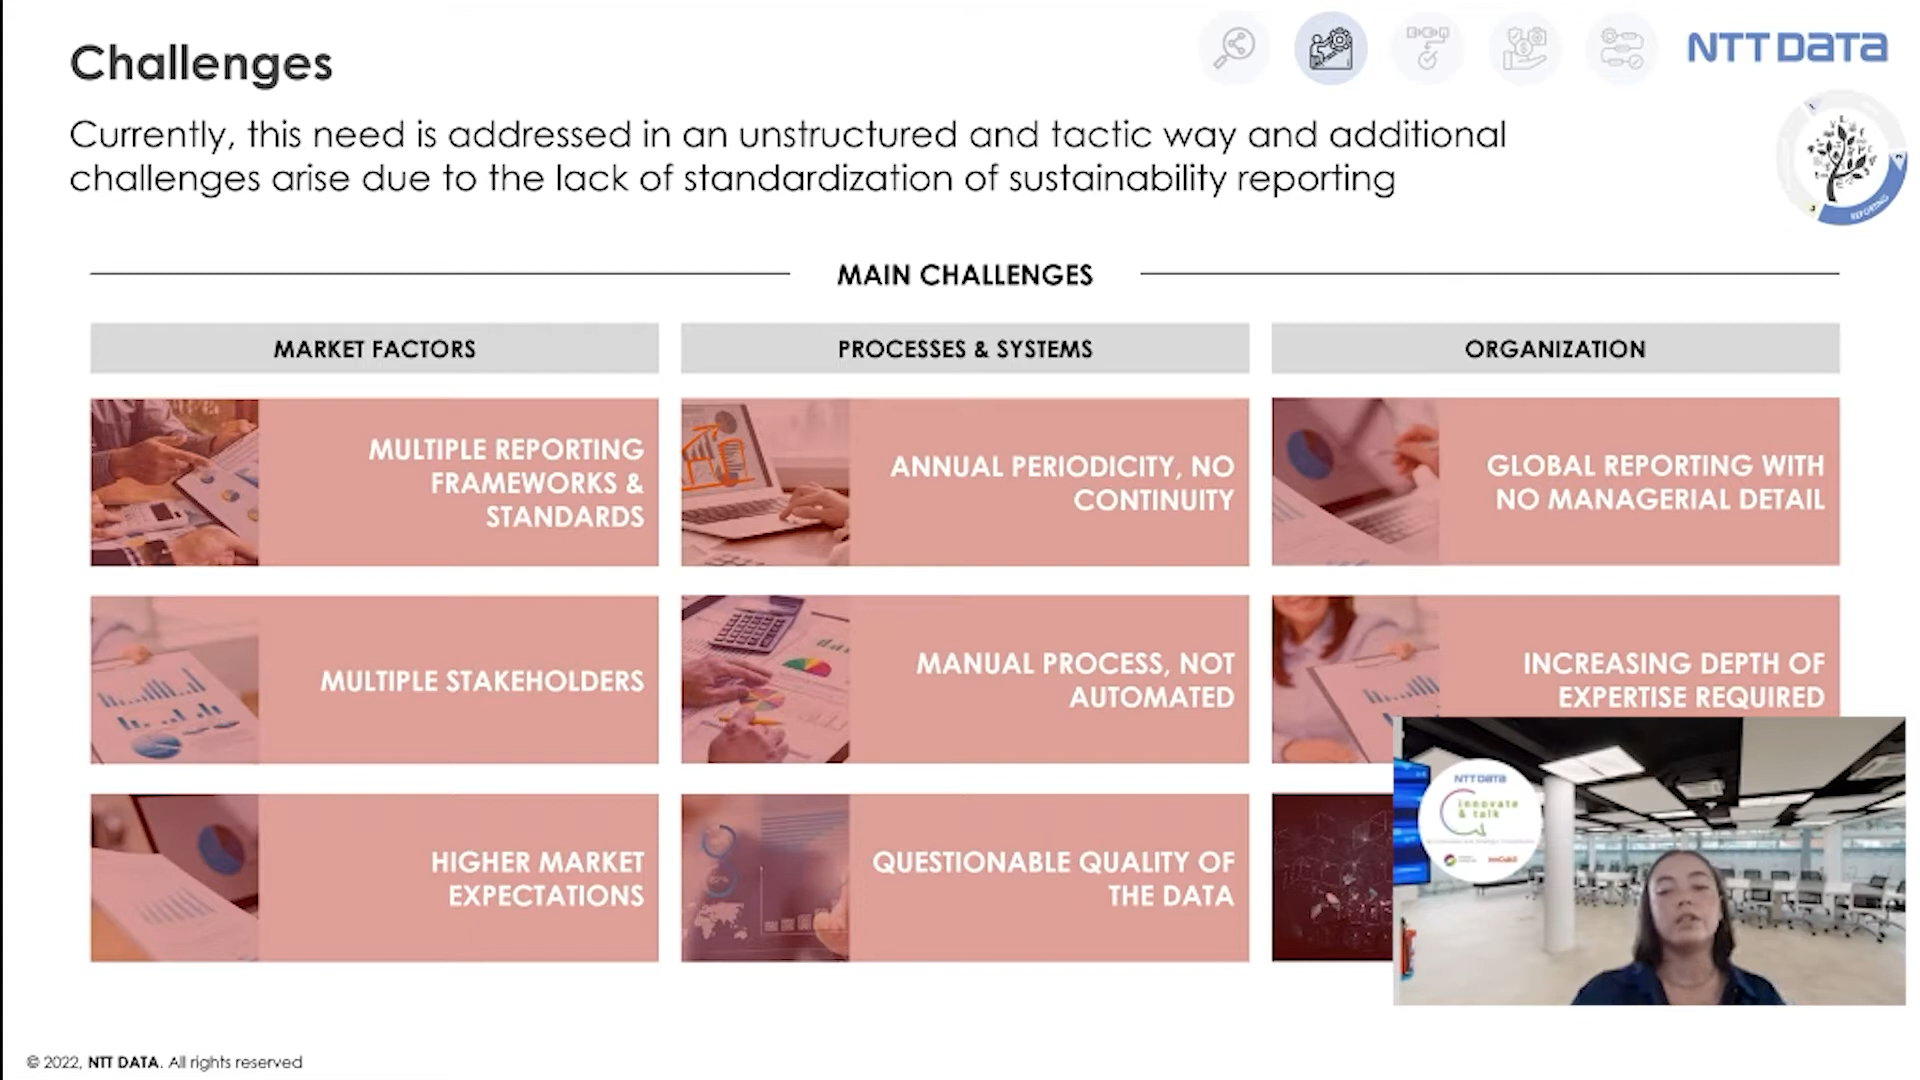 Challenges
NTT DATA
Currently, this need is addressed in an unstructured and tactic way and additional
challenges arise due to the lack of standardization of sustainability reporting
REPORTING
MAIN CHALLENGES
MARKET FACTORS
PROCESSES & SYSTEMS
ORGANIZATION
MULTIPLE REPORTING
FRAMEWORKS &
STANDARDS
ANNUAL PERIODICITY, NO
CONTINUITY
GLOBAL REPORTING WITH
NO MANAGERIAL DETAIL
MULTIPLE STAKEHOLDERS
MANUAL PROCESS, NOT
AUTOMATED
INCREASING DEPTH OF
EXPERTISE REQUIRED
HIGHER MARKET
EXPECTATIONS
QUESTIONABLE QUALITY OF
THE DATA
NTT DATA
innovate
& talk
© 2022, NTT DATA. All rights reserved